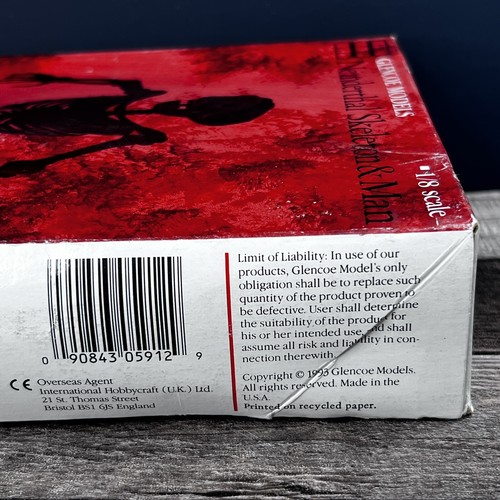 GLENCOE MODELS
Neanderthal Skeleton & Man
1/8 scale
0 90843 05912 9
CE Overseas Agent
International Hobbycraft (U.K.) Ltd.
21 St. Thomas Street
Bristol BS1 6JS England
Limit of Liability: In use of our
products, Glencoe Model's only
obligation shall be to replace such
quantity of the product proven to
be defective. User shall determine
the suitability of the product for
his or her intended use, and shall
assume all risk and liability in con-
nection therewith.
Copyright © 1993 Glencoe Models.
All rights reserved. Made in the
U.S.A.
Printed on recycled paper.